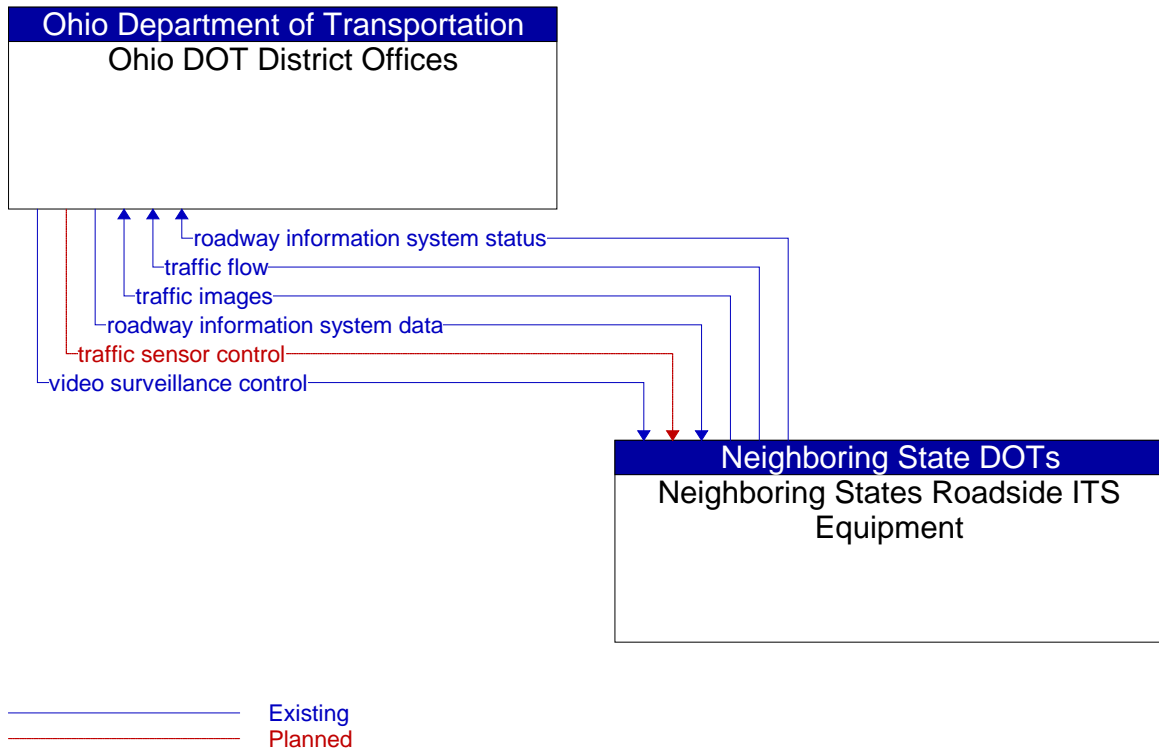 Ohio Department of Transportation
Ohio DOT District Offices
roadway information system status
traffic flow
traffic images
roadway information system data
traffic sensor control
video surveillance control
Neighboring State DOTs
Neighboring States Roadside ITS
Equipment
Existing
Planned